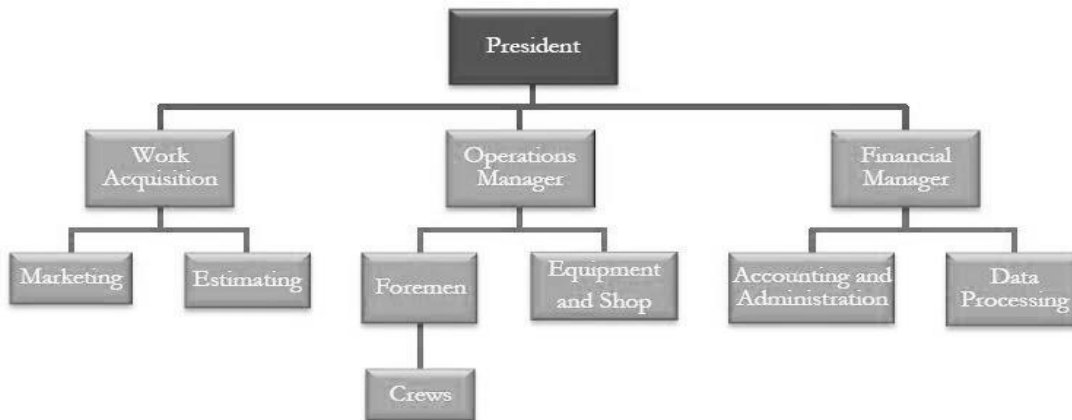 President
Work
Acquisition
Operations
Manager
Financial
Manager
Marketing
Estimating
Foremen
Equipment
and Shop
Accounting and
Administration
Data
Processing
Crews